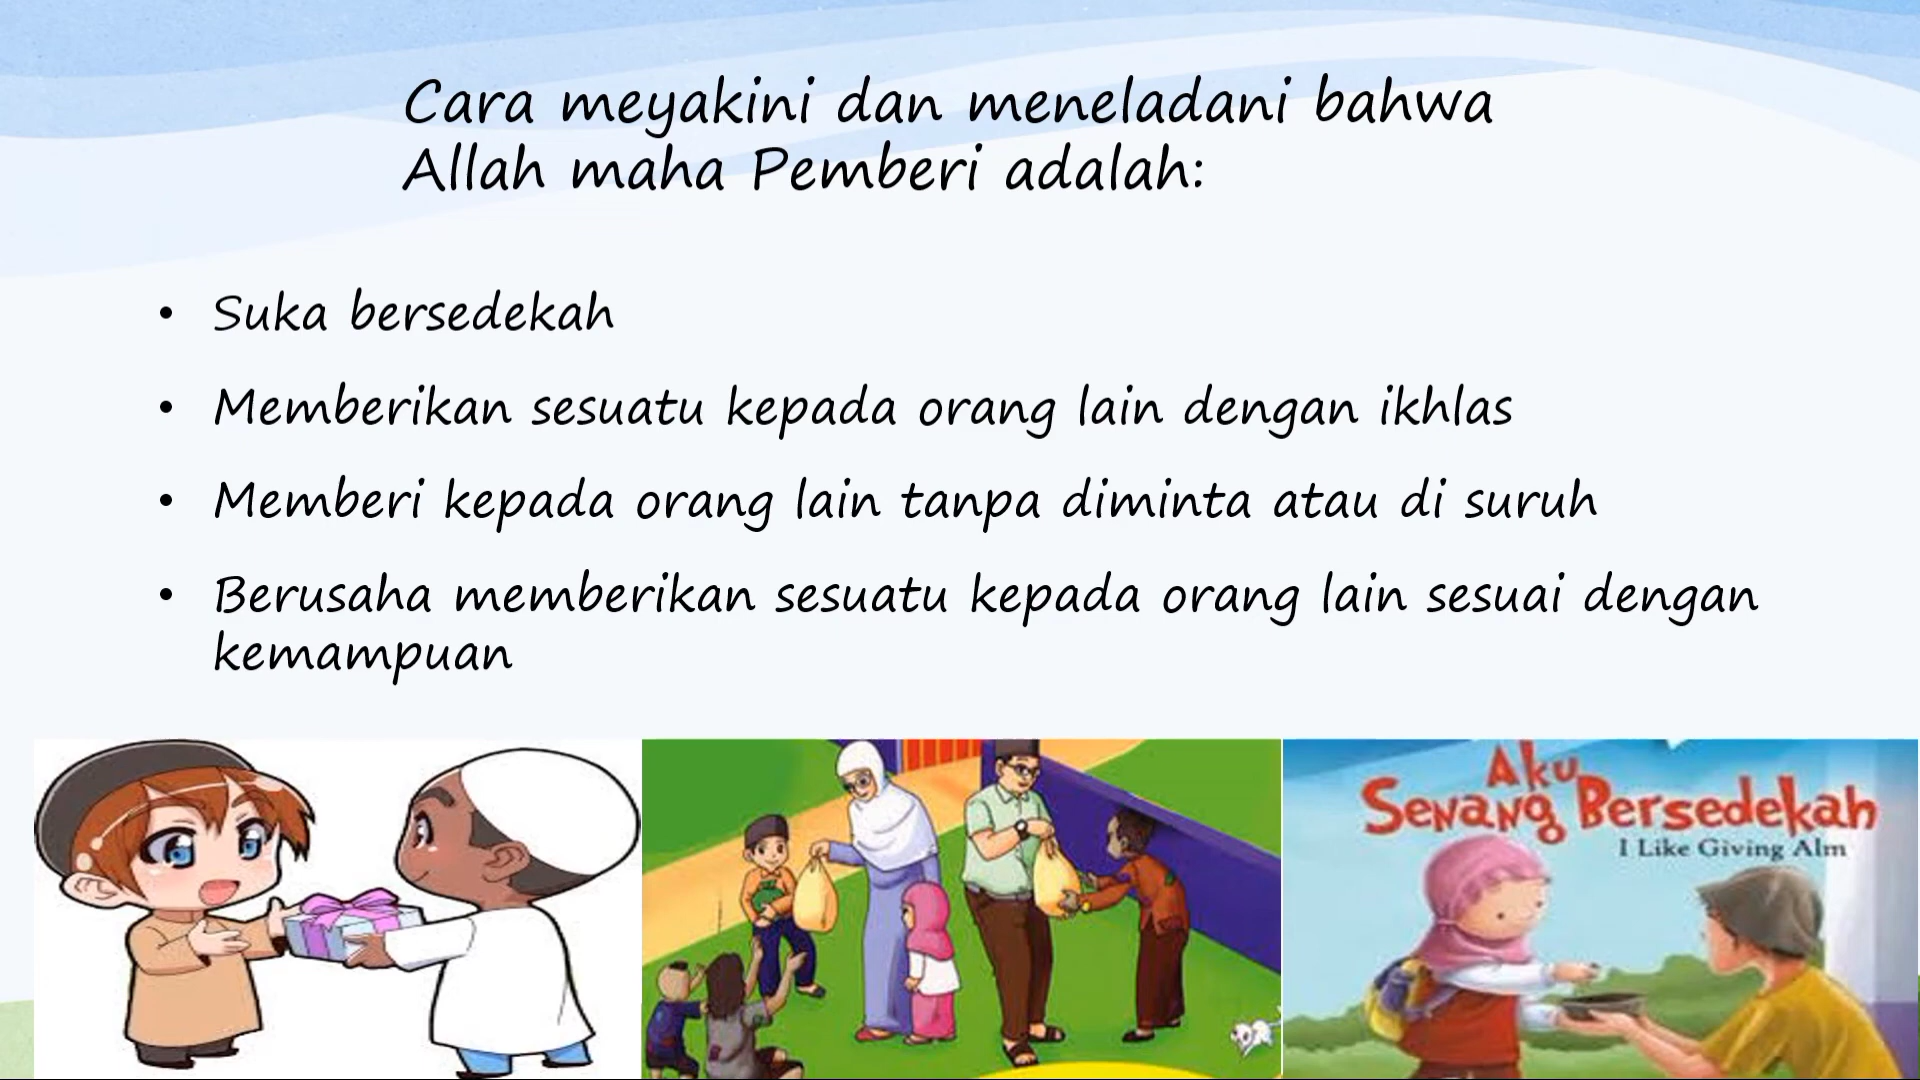 Cara meyakini dan meneladani bahwa
Allah maha Pemberi adalah:
• Suka bersedekah
• Memberikan sesuatu kepada orang lain dengan ikhlas
• Memberi kepada orang lain tanpa diminta atau di suruh
• Berusaha memberikan sesuatu kepada orang lain sesuai dengan
kemampuan
Aku
Senang Bersedekah
I Like Giving Alm